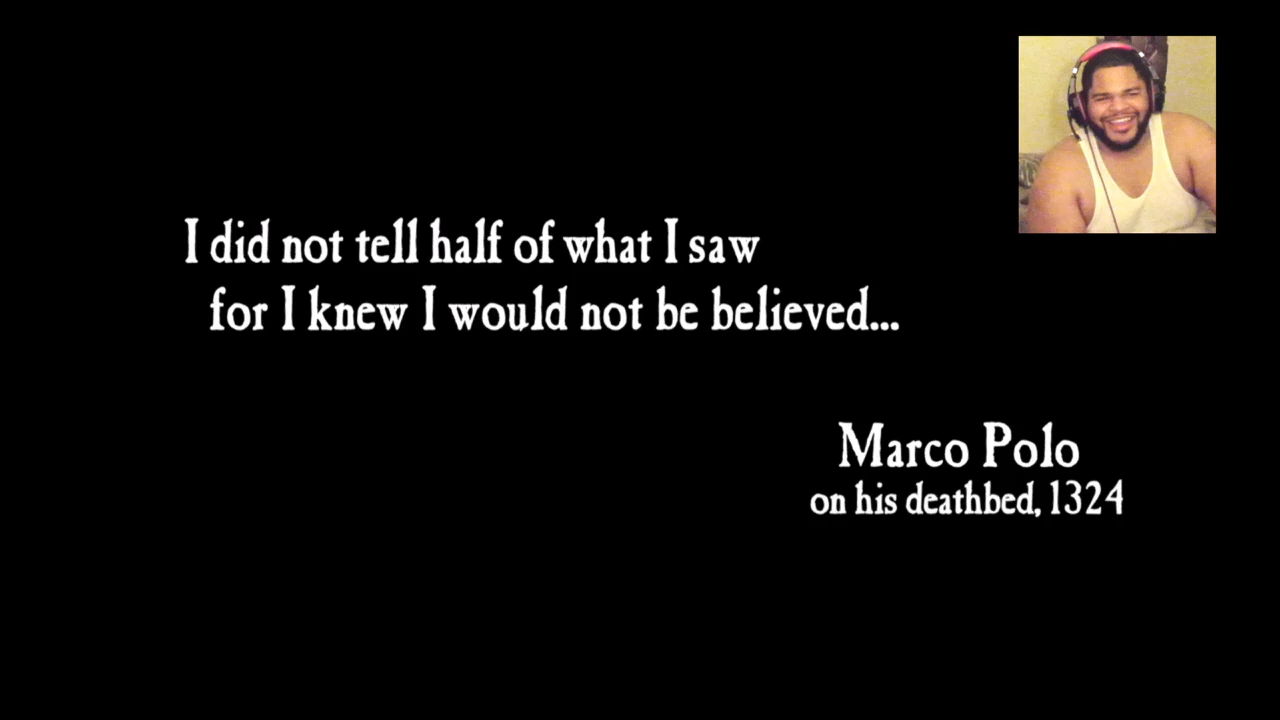 I did not tell half of what I saw
for I knew I would not be believed...
Marco Polo
on his deathbed, 1324